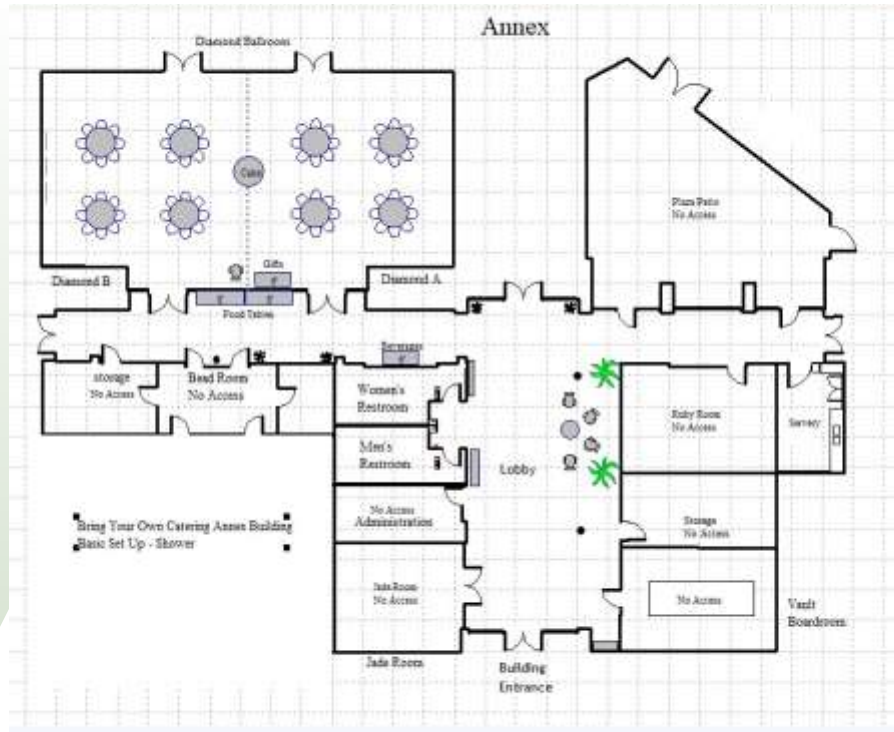 Annex
Diamond Ballroom
Cake
Plaza Patio
No Access
Gifts
Diamond B
Diamond A
Food Tables
Beverages
storage
No Access
Bead Room
No Access
Women's
Restroom
Ruby Room
No Access
Servery
Men's
Restroom
Lobby
No Access
Administration
Storage
No Access
Bring Your Own Catering Annex Building
Basic Set Up - Shower
Jade Room
No Access
No Access
Vault
Boardroom
Jade Room
Building
Entrance